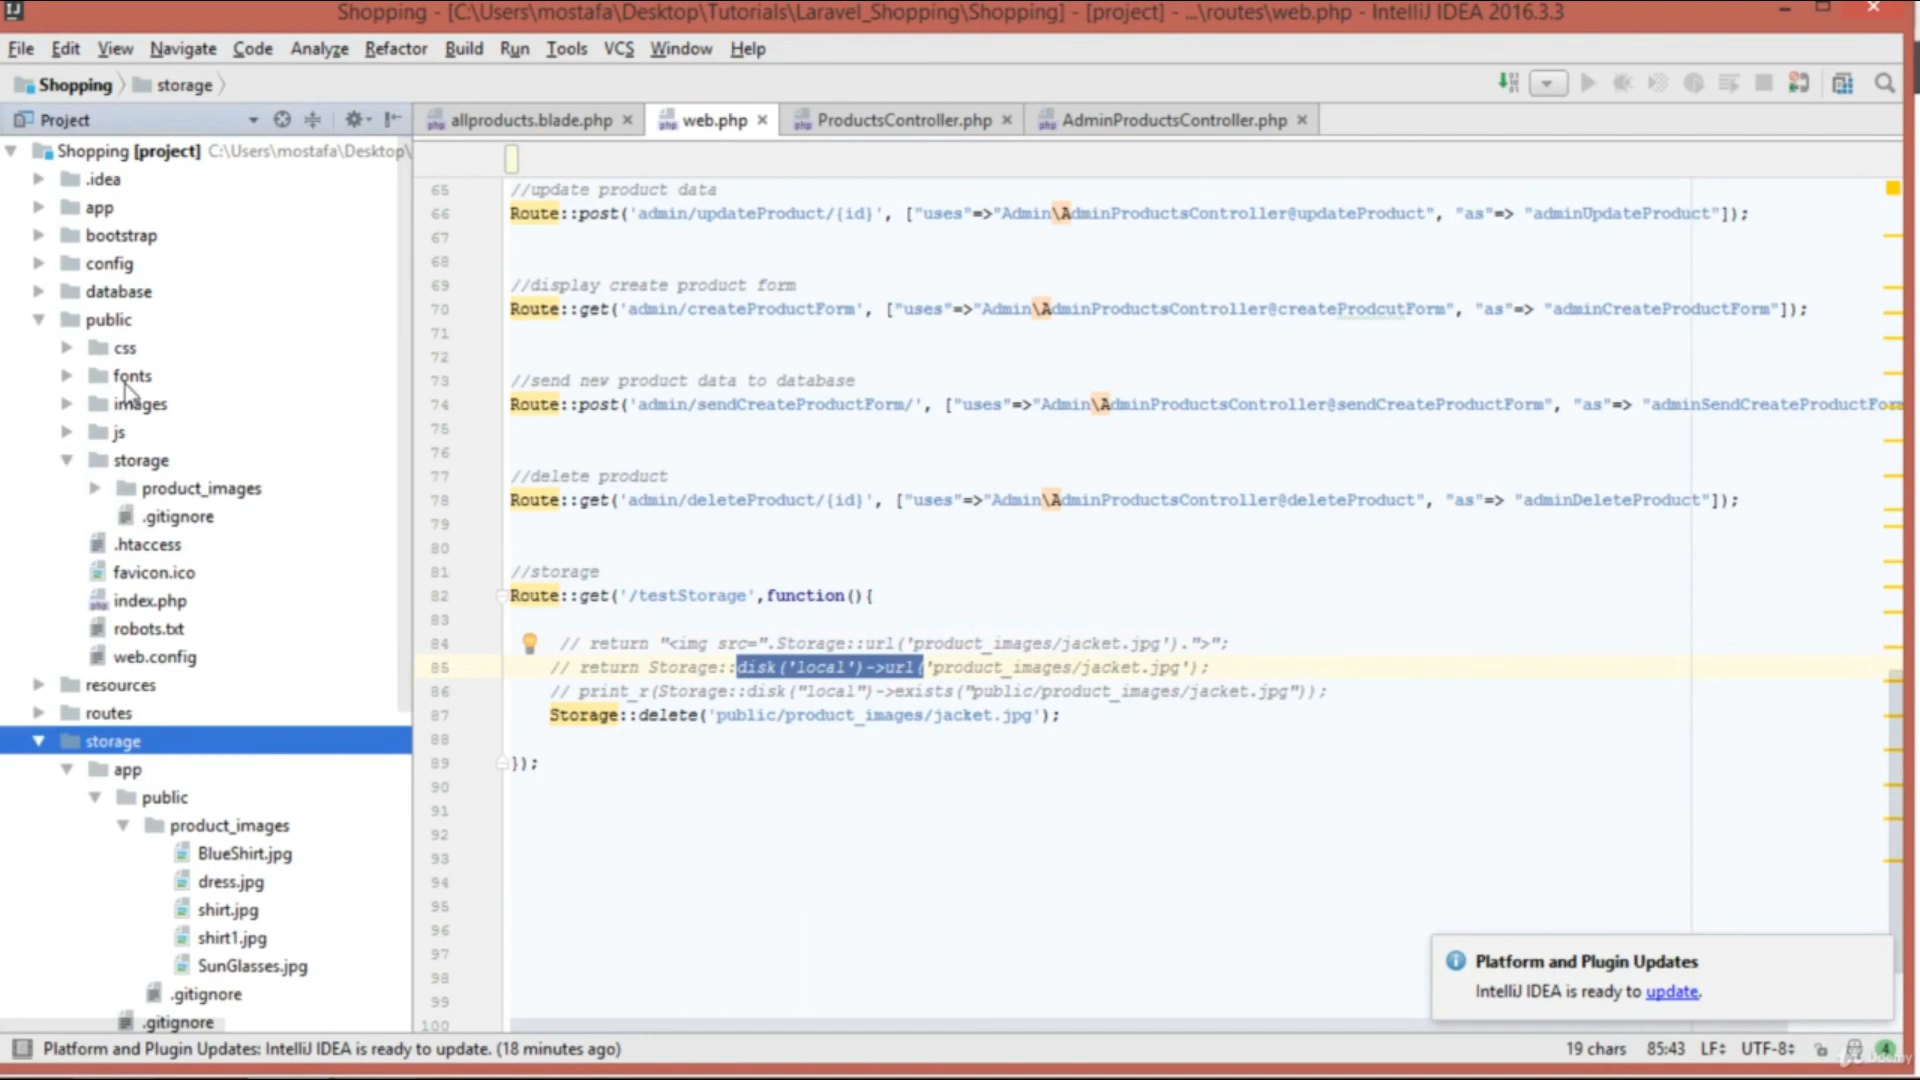 Shopping - [C:\Users\mostafa\Desktop\Tutorials\Laravel_Shopping\Shopping] - [project] - ...\routes\web.php - IntelliJ IDEA 2016.3.3
File Edit View Navigate Code Analyze Refactor Build Run Tools VCS Window Help
Shopping storage
Project
allproducts.blade.php
web.php
ProductsController.php
AdminProductsController.php
Shopping [project] C:\Users\mostafa\Desktop\
.idea
app
bootstrap
config
database
public
css
fonts
images
js
storage
product_images
.gitignore
.htaccess
favicon.ico
index.php
robots.txt
web.config
resources
routes
storage
app
public
product_images
BlueShirt.jpg
dress.jpg
shirt.jpg
shirt1.jpg
SunGlasses.jpg
.gitignore
.gitignore
65 //update product data
66 Route::post('admin/updateProduct/{id}', ["uses"=>"Admin\AdminProductsController@updateProduct", "as"=> "adminUpdateProduct"]);
67
68
69 //display create product form
70 Route::get('admin/createProductForm', ["uses"=>"Admin\AdminProductsController@createProdcutForm", "as"=> "adminCreateProductForm"]);
71
72
73 //send new product data to database
74 Route::post('admin/sendCreateProductForm/', ["uses"=>"Admin\AdminProductsController@sendCreateProductForm", "as"=> "adminSendCreateProductForm
75
76
77 //delete product
78 Route::get('admin/deleteProduct/{id}', ["uses"=>"Admin\AdminProductsController@deleteProduct", "as"=> "adminDeleteProduct"]);
79
80
81 //storage
82 Route::get('/testStorage',function(){
83
84 // return "<img src=".Storage::url('product_images/jacket.jpg').">";
85 // return Storage::disk('local')->url('product_images/jacket.jpg');
86 // print_r(Storage::disk("local")->exists("public/product_images/jacket.jpg"));
87 Storage::delete('public/product_images/jacket.jpg');
88
89 });
90
91
92
93
94
95
96
97
98
99
100
Platform and Plugin Updates
IntelliJ IDEA is ready to update.
Platform and Plugin Updates: IntelliJ IDEA is ready to update. (18 minutes ago)
19 chars 85:43 LF UTF-8 4
Udemy